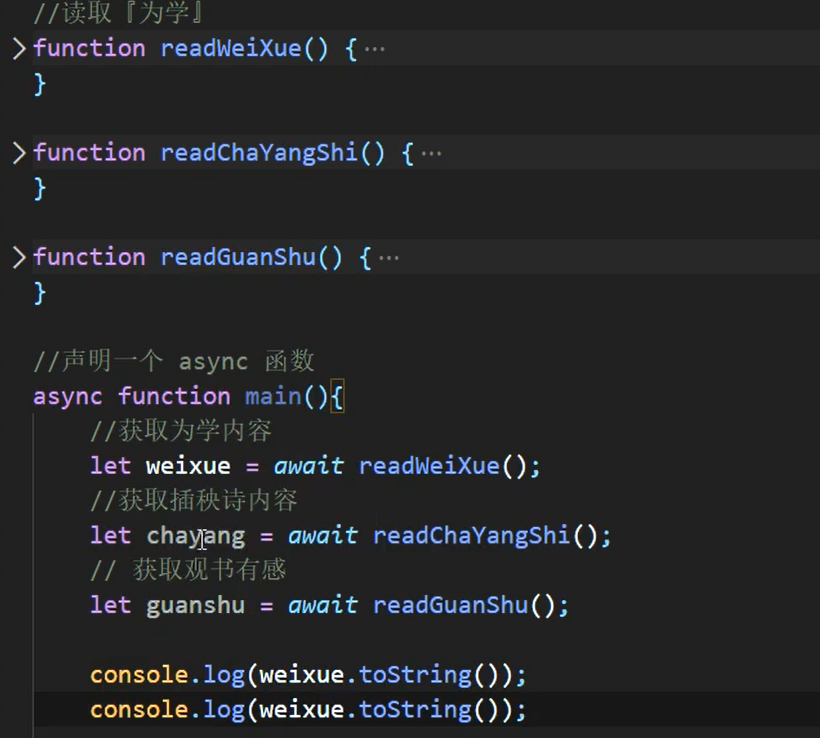 //读取『为学』
function readWeiXue() { ···
}
function readChaYangShi() { ···
}
function readGuanShu() { ···
}
//声明一个 async 函数
async function main(){
//获取为学内容
let weixue = await readWeiXue();
//获取插秧诗内容
let chayang = await readChaYangShi();
// 获取观书有感
let guanshu = await readGuanShu();
console.log(weixue.toString());
console.log(weixue.toString());